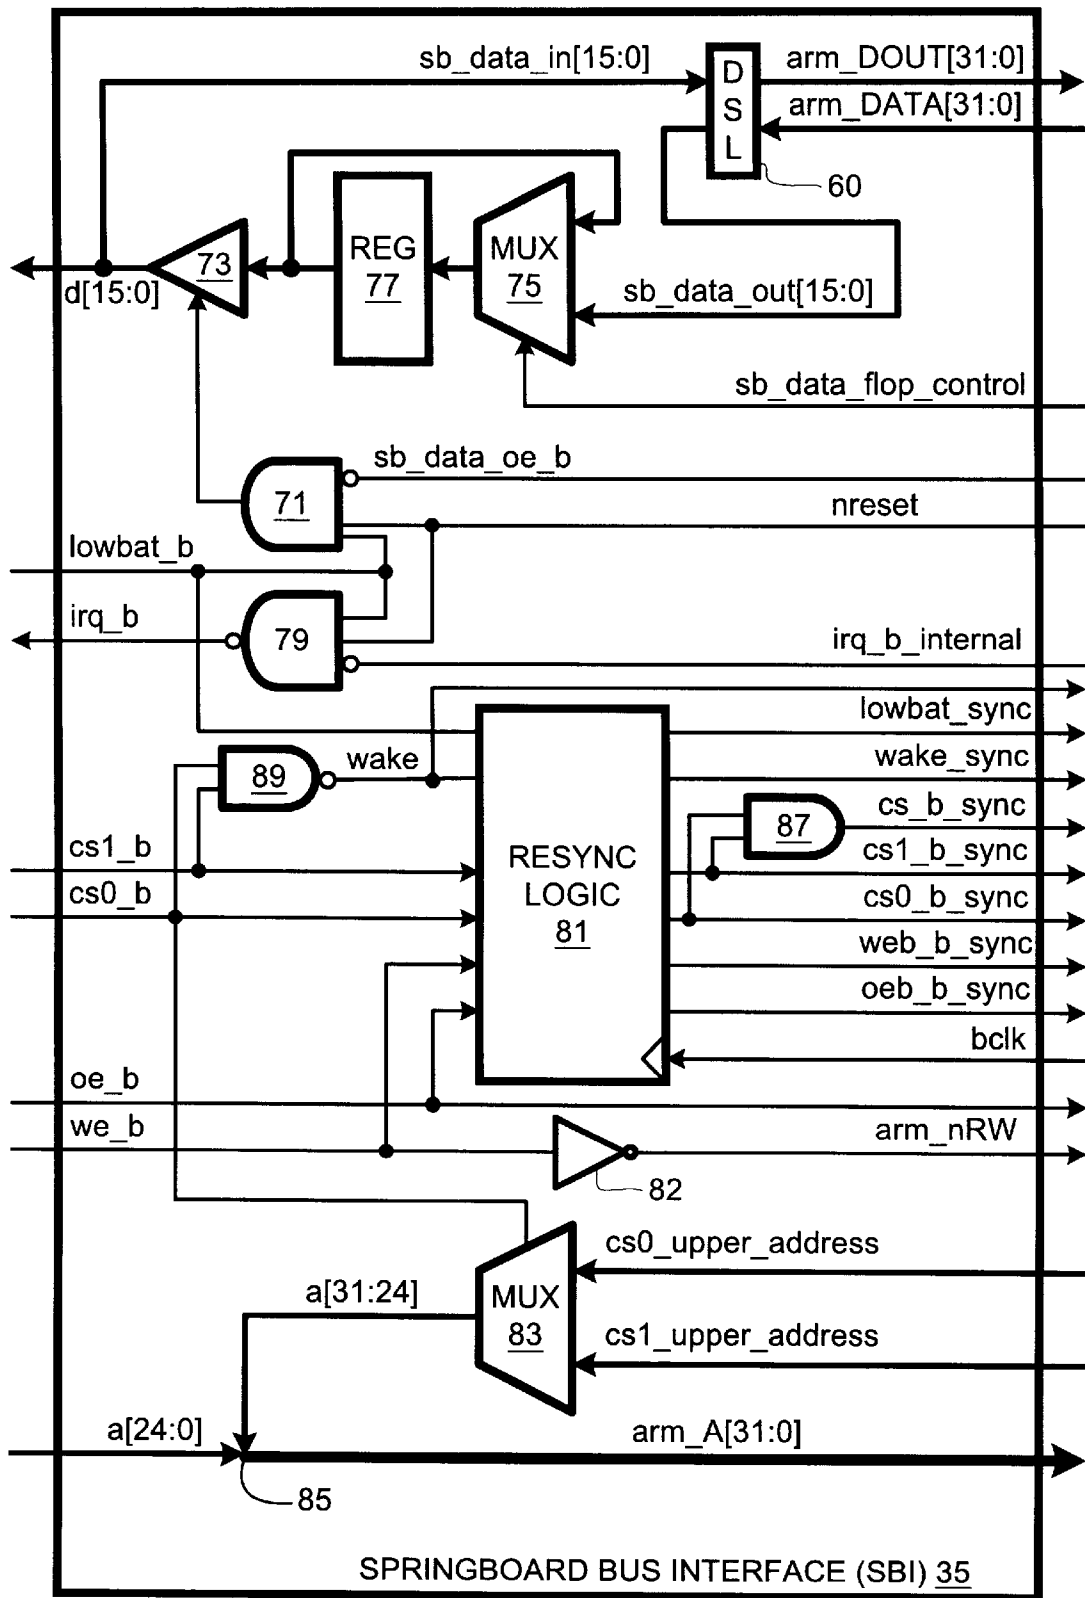 sb_data_in[15:0]
arm_DOUT[31:0]
D
S
L
arm_DATA[31:0]
60
REG
77
MUX
75
73
d[15:0]
sb_data_out[15:0]
sb_data_flop_control
sb_data_oe_b
71
nreset
lowbat_b
irq_b
79
irq_b_internal
lowbat_sync
wake
89
wake_sync
cs_b_sync
87
cs1_b
cs1_b_sync
RESYNC
LOGIC
81
cs0_b
cs0_b_sync
web_b_sync
oeb_b_sync
bclk
oe_b
we_b
arm_nRW
82
cs0_upper_address
a[31:24]
MUX
83
cs1_upper_address
a[24:0]
arm_A[31:0]
85
SPRINGBOARD BUS INTERFACE (SBI) 35